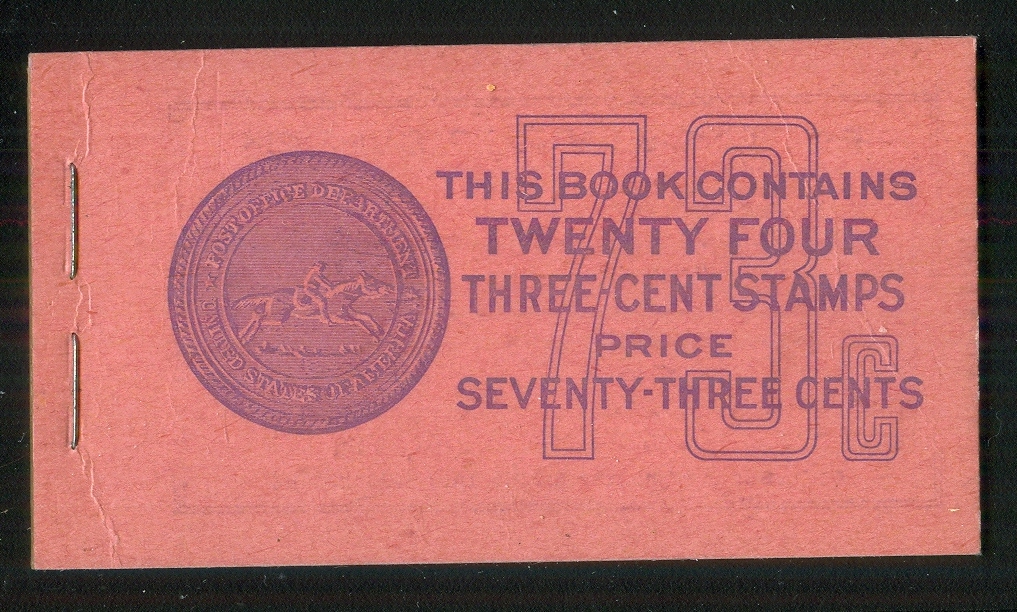 POST OFFICE DEPARTMENT
UNITED STATES OF AMERICA
73c
THIS BOOK CONTAINS
TWENTY FOUR
THREE-CENT STAMPS
PRICE
SEVENTY-THREE CENTS